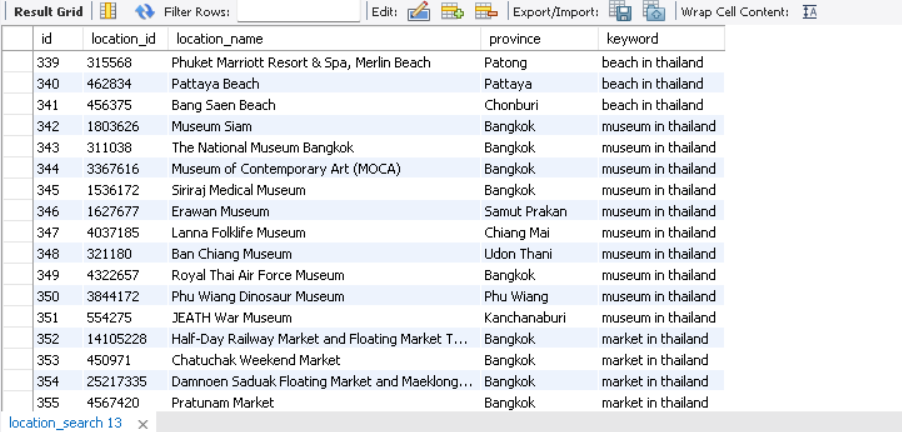 Result Grid Filter Rows: Edit: Export/Import: Wrap Cell Content: IA
id location_id location_name province keyword
339 315568 Phuket Marriott Resort & Spa, Merlin Beach Patong beach in thailand
340 462834 Pattaya Beach Pattaya beach in thailand
341 456375 Bang Saen Beach Chonburi beach in thailand
342 1803626 Museum Siam Bangkok museum in thailand
343 311038 The National Museum Bangkok Bangkok museum in thailand
344 3367616 Museum of Contemporary Art (MOCA) Bangkok museum in thailand
345 1536172 Siriraj Medical Museum Bangkok museum in thailand
346 1627677 Erawan Museum Samut Prakan museum in thailand
347 4037185 Lanna Folklife Museum Chiang Mai museum in thailand
348 321180 Ban Chiang Museum Udon Thani museum in thailand
349 4322657 Royal Thai Air Force Museum Bangkok museum in thailand
350 3844172 Phu Wiang Dinosaur Museum Phu Wiang museum in thailand
351 554275 JEATH War Museum Kanchanaburi museum in thailand
352 14105228 Half-Day Railway Market and Floating Market T... Bangkok market in thailand
353 450971 Chatuchak Weekend Market Bangkok market in thailand
354 25217335 Damnoen Saduak Floating Market and Maeklong... Bangkok market in thailand
355 4567420 Pratunam Market Bangkok market in thailand
location_search 13